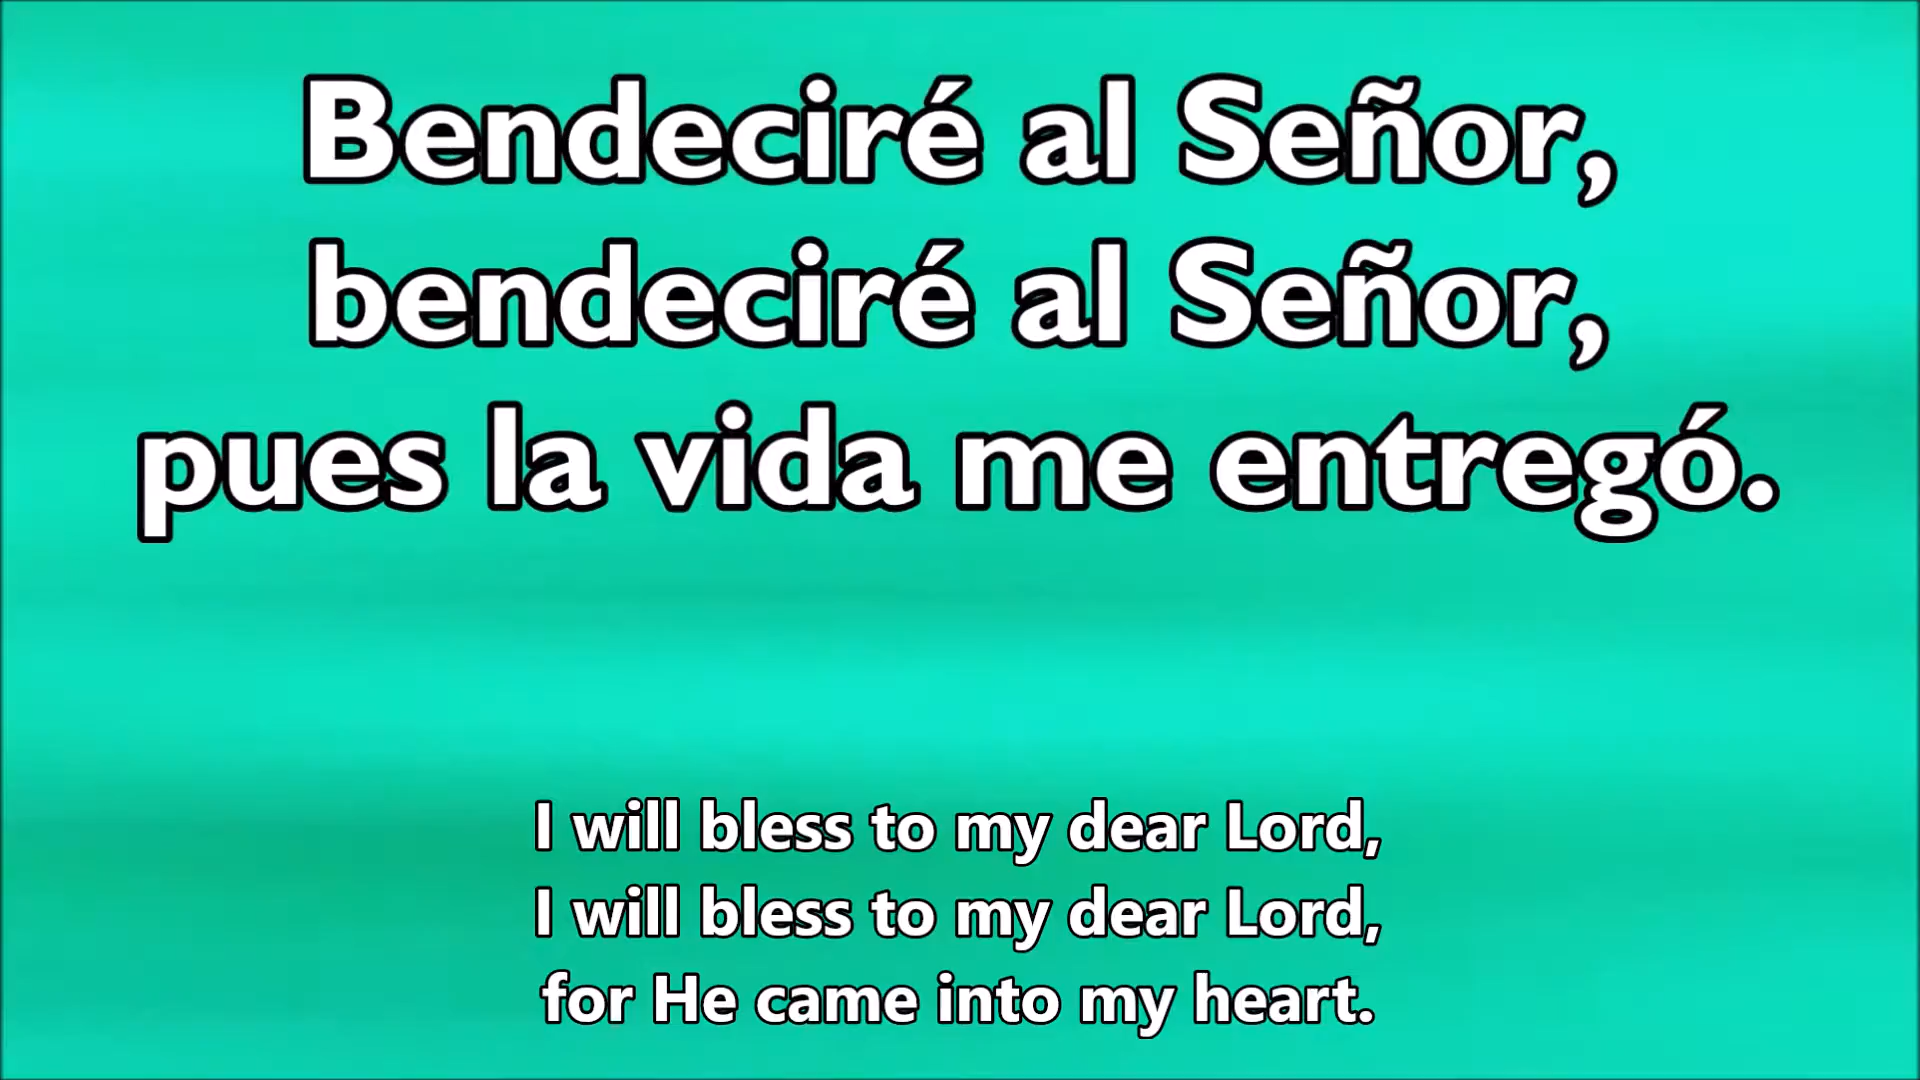 Bendeciré al Señor,
bendeciré al Señor,
pues la vida me entregó.
I will bless to my dear Lord,
I will bless to my dear Lord,
for He came into my heart.